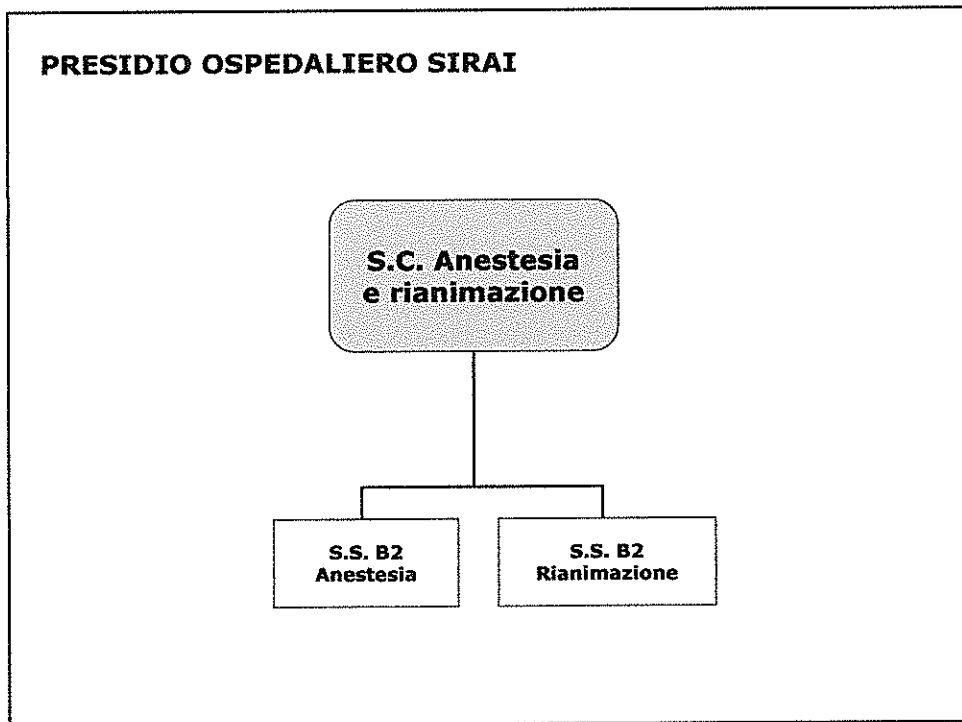 PRESIDIO OSPEDALIERO SIRAI
S.C. Anestesia
e rianimazione
S.S. B2
Anestesia
S.S. B2
Rianimazione